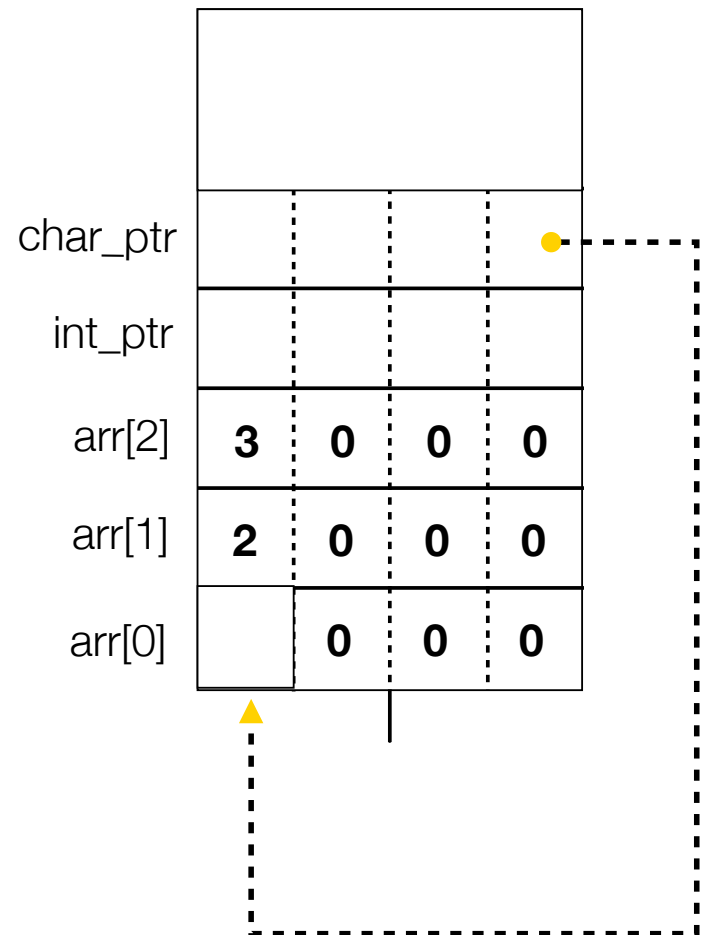 char_ptr
int_ptr
arr[2] 3 0 0 0
arr[1] 2 0 0 0
arr[0] 0 0 0